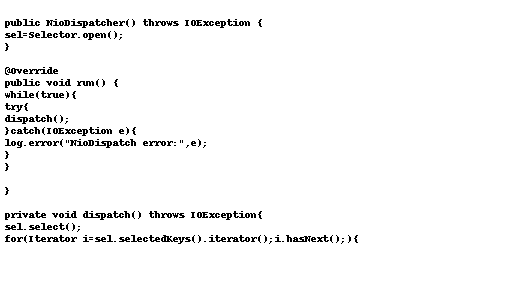 public NioDispatcher() throws IOException {
sel=Selector.open();
}
@Override
public void run() {
while(true){
try{
dispatch();
}catch(IOException e){
log.error("NioDispatch error:",e);
}
}
}
private void dispatch() throws IOException{
sel.select();
for(Iterator i=sel.selectedKeys().iterator();i.hasNext();){